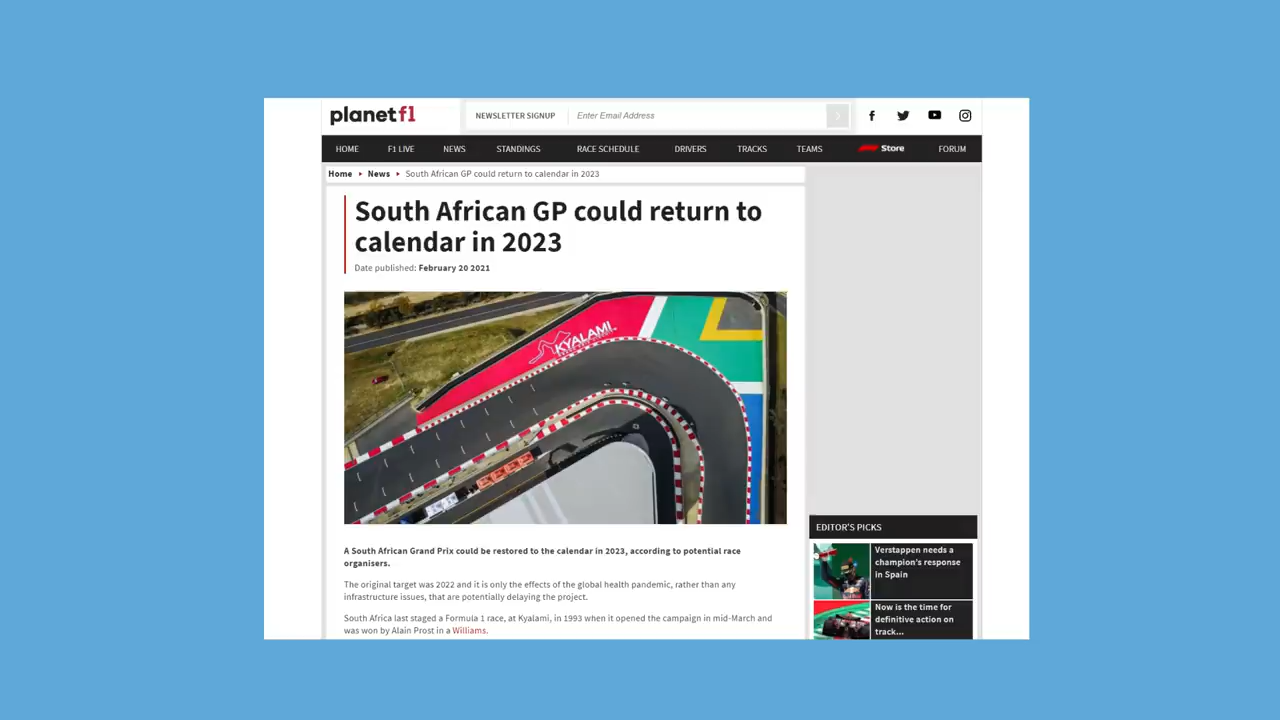 planetf1
NEWSLETTER SIGNUP
Enter Email Address
HOME
F1 LIVE
NEWS
STANDINGS
RACE SCHEDULE
DRIVERS
TRACKS
TEAMS
Store
FORUM
Home
News
South African GP could return to calendar in 2023
South African GP could return to
calendar in 2023
Date published: February 20 2021
KYALAMI
A South African Grand Prix could be restored to the calendar in 2023, according to potential race
organisers.
The original target was 2022 and it is only the effects of the global health pandemic, rather than any
infrastructure issues, that are potentially delaying the project.
South Africa last staged a Formula 1 race, at Kyalami, in 1993 when it opened the campaign in mid-March and
was won by Alain Prost in a Williams.
EDITOR'S PICKS
Verstappen needs a
champion's response
in Spain
Now is the time for
definitive action on
track...